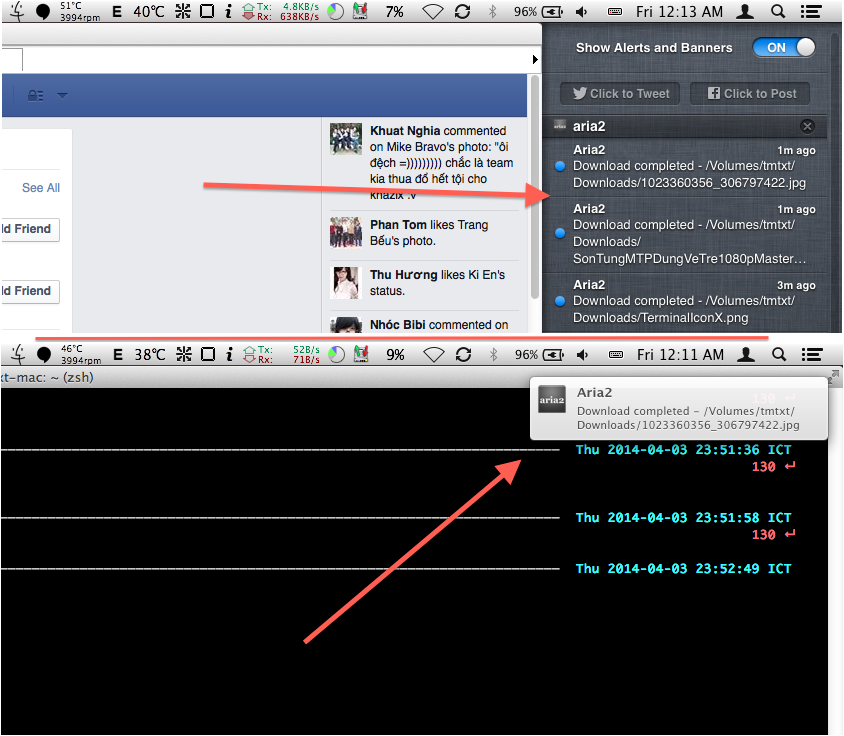 51°C
3994rpm
E 40°C
Tx: 4.8KB/s
Rx: 638KB/s
7%
96%
Fri 12:13 AM
Show Alerts and Banners ON
Click to Tweet
Click to Post
aria2 aria2
Aria2 1m ago
Download completed - /Volumes/tmtxt/
Downloads/1023360356_306797422.jpg
Aria2 1m ago
Download completed - /Volumes/tmtxt/
Downloads/
SonTungMTPDungVeTre1080pMaster...
Aria2 3m ago
Download completed - /Volumes/tmtxt/
Downloads/TerminalIconX.png
See All
ld Friend
d Friend
Khuat Nghia commented
on Mike Bravo's photo: "ôi
đệch =))))))))) chắc là team
kia thua đổ hết tội cho
khazix :v
Phan Tom likes Trang
Bếu's photo.
Thu Hương likes Ki En's
status.
Nhóc Bibi commented on
46°C
3994rpm
E 38°C
Tx: 52B/s
Rx: 71B/s
9%
96%
Fri 12:11 AM
xt-mac: ~ (zsh)
aria2
Aria2
Download completed - /Volumes/tmtxt/
Downloads/1023360356_306797422.jpg
130 ↵
Thu 2014-04-03 23:51:36 ICT
130 ↵
Thu 2014-04-03 23:51:58 ICT
130 ↵
Thu 2014-04-03 23:52:49 ICT